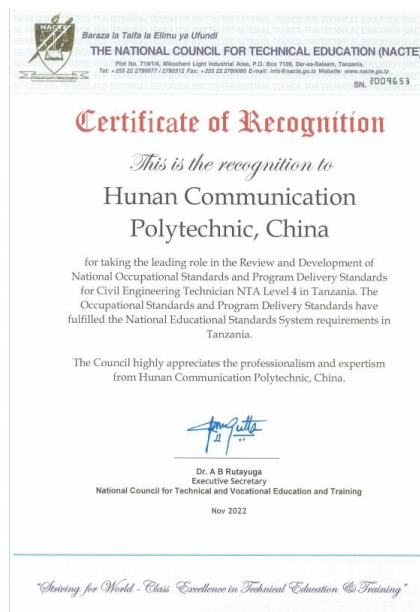 Baraza la Taifa la Elimu ya Ufundi
THE NATIONAL COUNCIL FOR TECHNICAL EDUCATION (NACTE)
Plot No. 719/1/4, Mikocheni Light Industrial Area, P.O. Box 7109, Dar-es-Salaam, Tanzania.
Tel: +255 22 2780077 / 2780312 Fax: +255 22 2780060 E-mail: info@nacte.go.tz Website: www.nacte.go.tz
SN. 2009653
NACTE
Certificate of Recognition
This is the recognition to
Hunan Communication
Polytechnic, China
for taking the leading role in the Review and Development of
National Occupational Standards and Program Delivery Standards
for Civil Engineering Technician NTA Level 4 in Tanzania. The
Occupational Standards and Program Delivery Standards have
fulfilled the National Educational Standards System requirements in
Tanzania.
The Council highly appreciates the professionalism and expertism
from Hunan Communication Polytechnic, China.
Dr. A B Rutayuga
Executive Secretary
National Council for Technical and Vocational Education and Training
Nov 2022
"Striving for World - Class Excellence in Technical Education & Training"